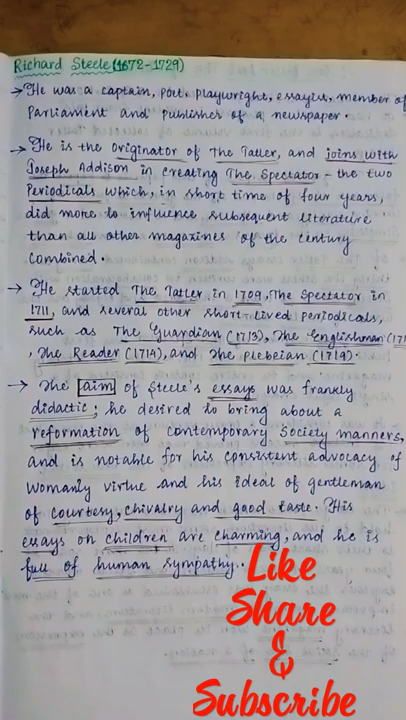 Richard Steele (1672-1729)
→ He was a captain, poet, playwright, essayist, member of
Parliament and publisher of a newspaper.
→ He is the originator of The Tatler, and joins with
Joseph Addison in creating The Spectator - the two
Periodicals which, in short time of four years,
did more to influence subsequent literature
than all other magazines of the century
combined.
→ He started The Tatler in 1709, The Spectator in
1711, and several other short-lived periodicals,
such as The Guardian (1713), The Englishman (171
, The Reader (1714), and The Plebeian (1719).
→ The aim of Steele's essays was frankly
didactic; he desired to bring about a
reformation of contemporary society manners,
and is notable for his consistent advocacy of
womanly virtue and his ideal of gentleman
of courtesy, chivalry and good taste. His
essays on children are charming, and he is
full of human sympathy.
Like
Share
&
Subscribe